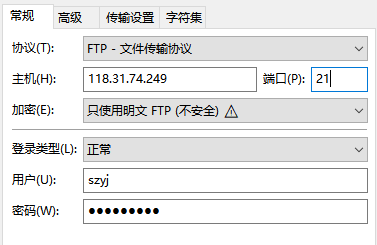 常规 高级 传输设置 字符集
协议(T): FTP - 文件传输协议
主机(H): 118.31.74.249 端口(P): 21
加密(E): 只使用明文 FTP (不安全) ⚠
登录类型(L): 正常
用户(U): szyj
密码(W): ●●●●●●●●●